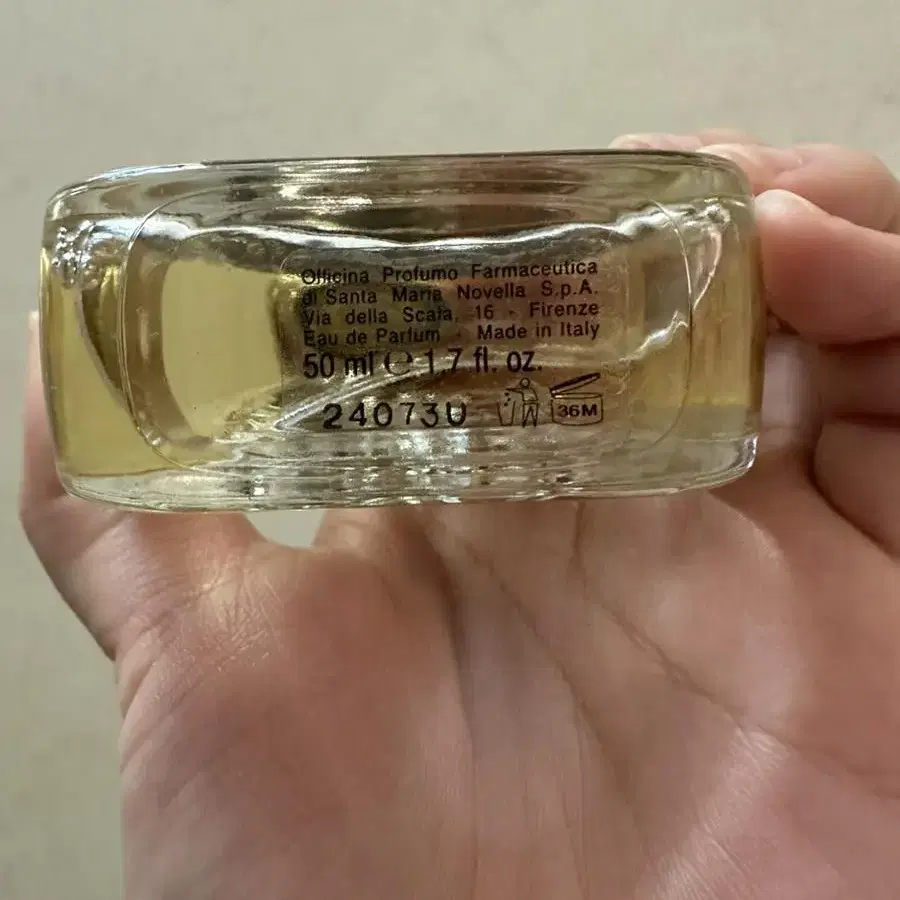 Officina Profumo Farmaceutica
di Santa Maria Novella S.p.A.
Via della Scala, 16 - Firenze
Eau de Parfum - Made in Italy
50 ml ℮ 1.7 fl. oz.
24073U
36M